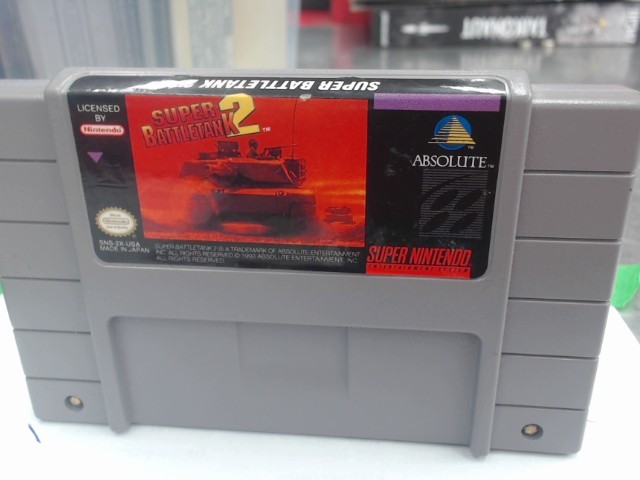 SUPER BATTLETANK 2
LICENSED
BY
Nintendo
SUPER
BATTLETANK 2 TM
ABSOLUTE TM
SNS-2X-USA
MADE IN JAPAN
SUPER BATTLETANK 2 IS A TRADEMARK OF ABSOLUTE ENTERTAINMENT
INC. ALL RIGHTS RESERVED. © 1993 ABSOLUTE ENTERTAINMENT, INC.
ALL RIGHTS RESERVED.
SUPER NINTENDO
ENTERTAINMENT SYSTEM